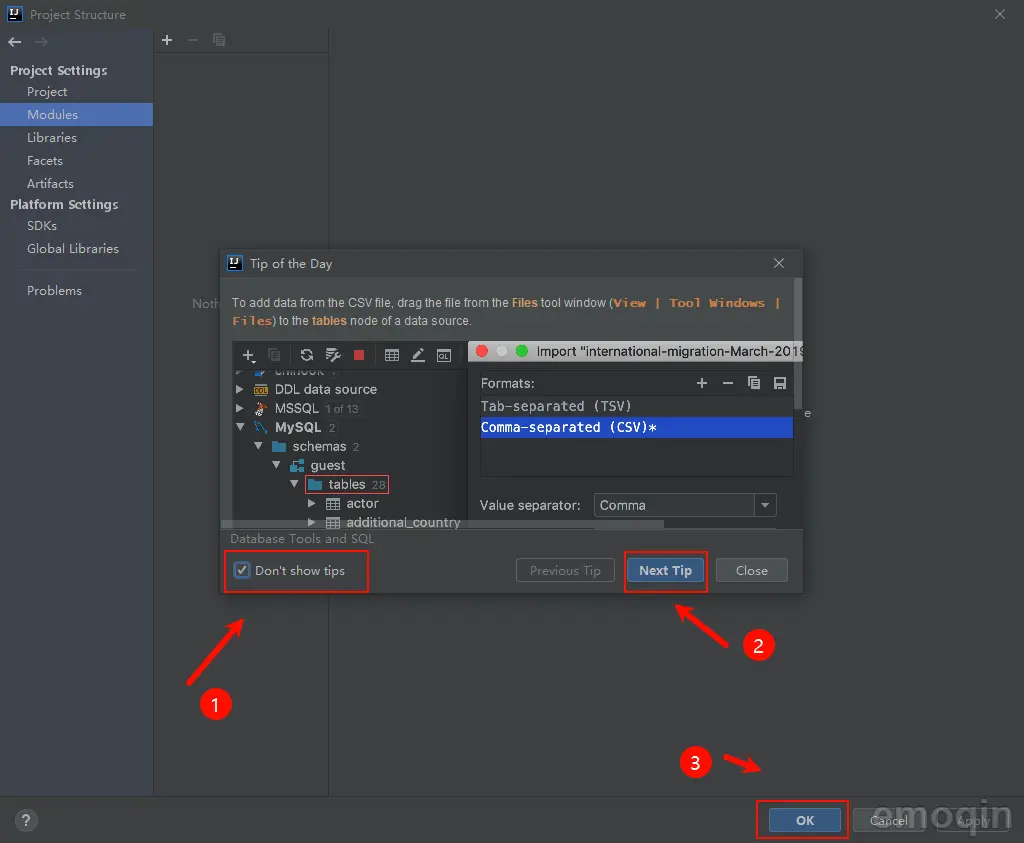 Project Structure
Project Settings
Project
Modules
Libraries
Facets
Artifacts
Platform Settings
SDKs
Global Libraries
Problems
Noth
e
Tip of the Day
To add data from the CSV file, drag the file from the Files tool window (View | Tool Windows |
Files) to the tables node of a data source.
chinook 1
DDL data source
MSSQL 1 of 13
MySQL 2
schemas 2
guest
tables 28
actor
additional_country
Import "international-migration-March-2019
Formats:
Tab-separated (TSV)
Comma-separated (CSV)*
Value separator: Comma
Database Tools and SQL
Don't show tips
Previous Tip
Next Tip
Close
1
2
3
?
OK
Cancel
Apply
emoqin